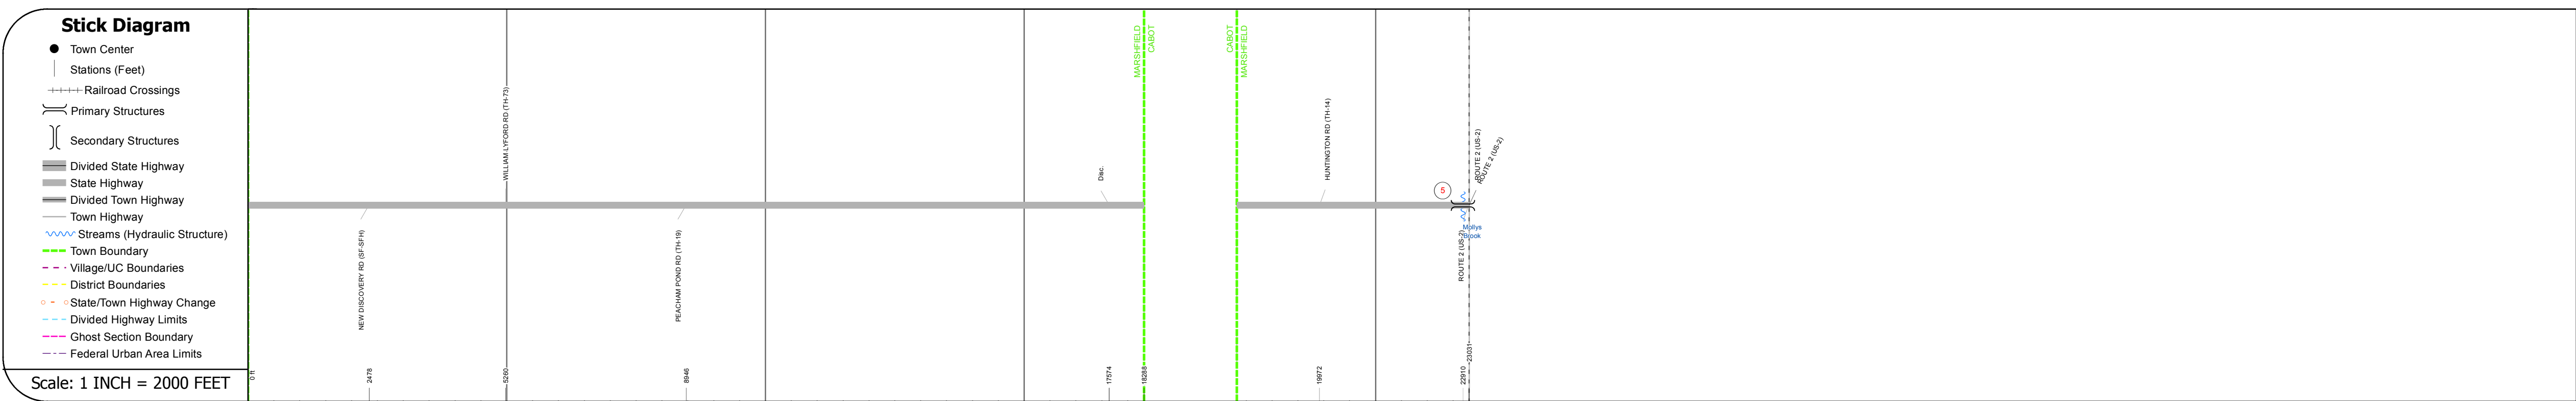 Stick Diagram
Town Center
Stations (Feet)
Railroad Crossings
Primary Structures
Secondary Structures
Divided State Highway
State Highway
Divided Town Highway
Town Highway
Streams (Hydraulic Structure)
Town Boundary
Village/UC Boundaries
District Boundaries
State/Town Highway Change
Divided Highway Limits
Ghost Section Boundary
Federal Urban Area Limits
Scale: 1 INCH = 2000 FEET
0 ft
NEW DISCOVERY RD (SF-SFH)
2478
WILLIAM LYFORD RD (TH-73)
5260
PEACHAM POND RD (TH-19)
8946
Disc.
17574
MARSHFIELD
CABOT
18288
CABOT
MARSHFIELD
HUNTINGTON RD (TH-14)
19972
5
ROUTE 2 (US-2)
ROUTE 2 (US-2)
Mollys
Brook
ROUTE 2 (US-2)
22910
23031